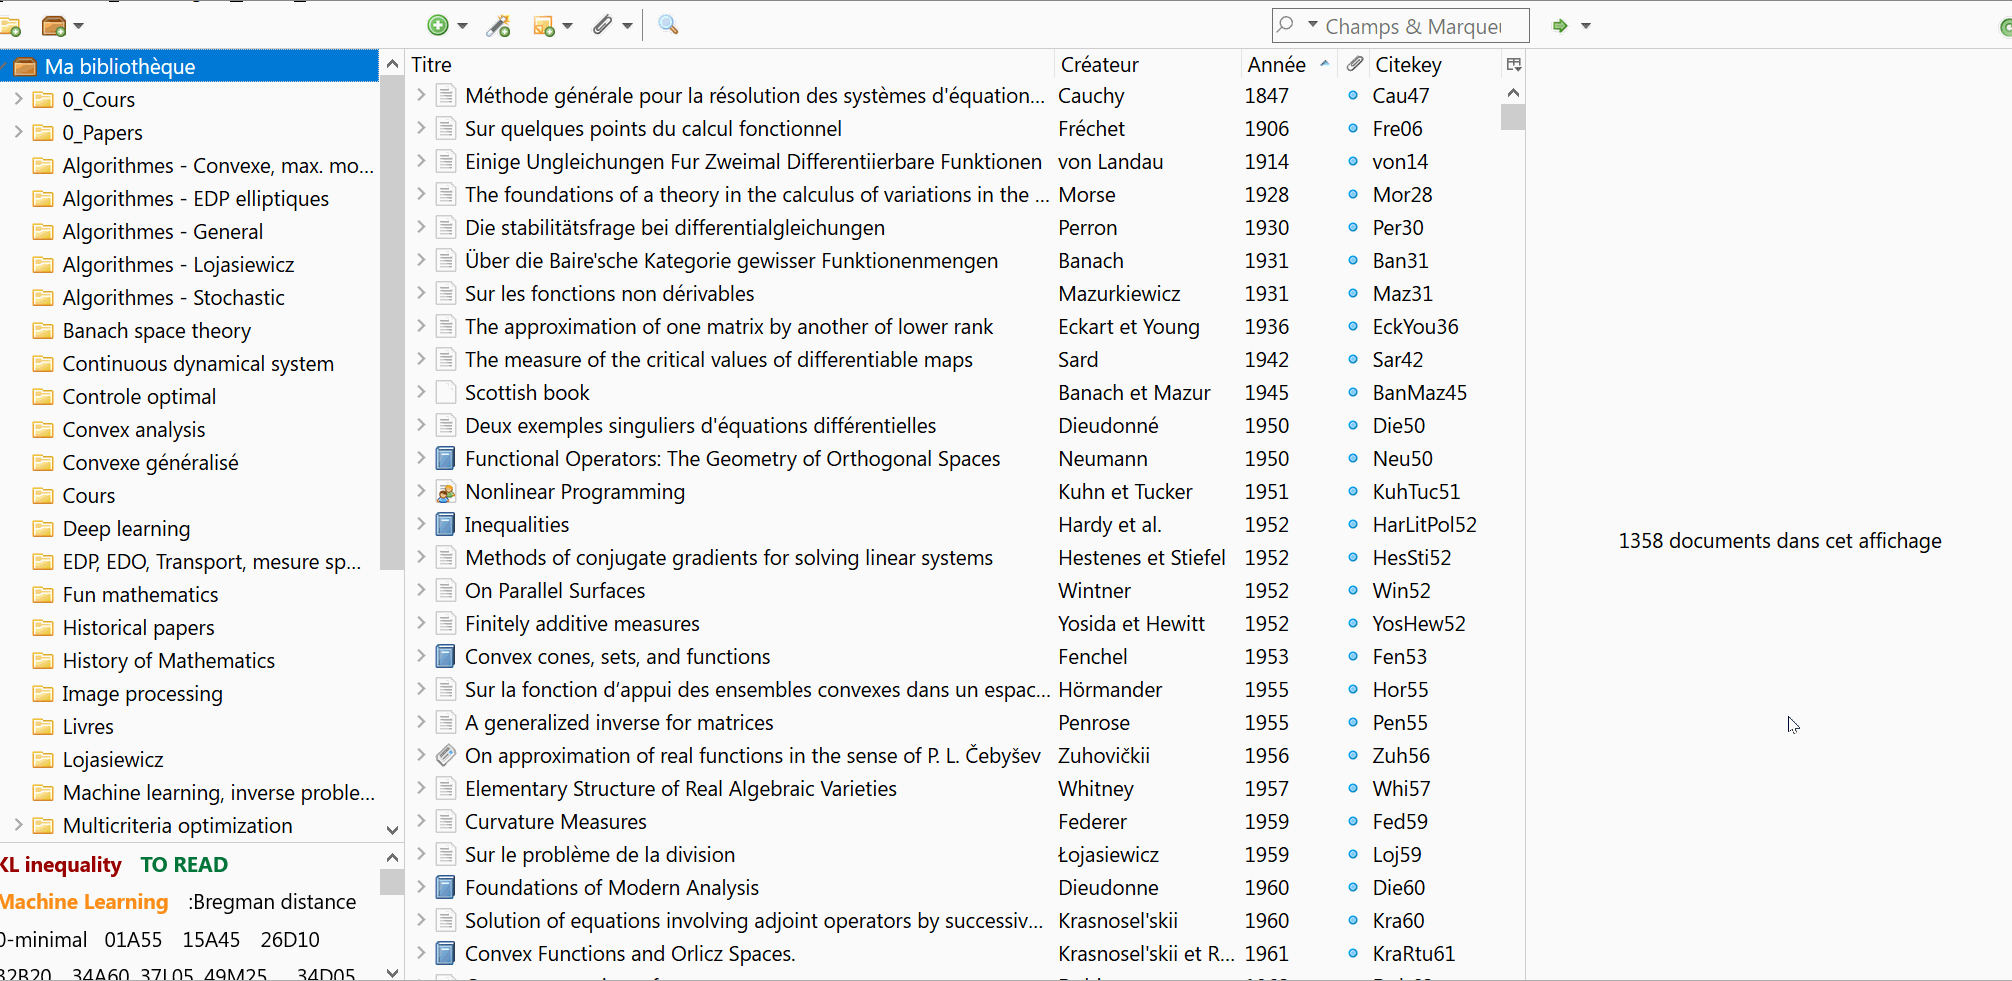 Champs & Marque
Ma bibliothèque
0_Cours
0_Papers
Algorithmes - Convexe, max. mo...
Algorithmes - EDP elliptiques
Algorithmes - General
Algorithmes - Lojasiewicz
Algorithmes - Stochastic
Banach space theory
Continuous dynamical system
Controle optimal
Convex analysis
Convexe généralisé
Cours
Deep learning
EDP, EDO, Transport, mesure sp...
Fun mathematics
Historical papers
History of Mathematics
Image processing
Livres
Lojasiewicz
Machine learning, inverse proble...
Multicriteria optimization
KL inequality TO READ
Machine Learning :Bregman distance
0-minimal 01A55 15A45 26D10
32B20 34A60 37L05 49M25 34D05
Titre Créateur Année Citekey
Méthode générale pour la résolution des systèmes d'équation... Cauchy 1847 Cau47
Sur quelques points du calcul fonctionnel Fréchet 1906 Fre06
Einige Ungleichungen Fur Zweimal Differentiierbare Funktionen von Landau 1914 von14
The foundations of a theory in the calculus of variations in the ... Morse 1928 Mor28
Die stabilitätsfrage bei differentialgleichungen Perron 1930 Per30
Über die Baire'sche Kategorie gewisser Funktionenmengen Banach 1931 Ban31
Sur les fonctions non dérivables Mazurkiewicz 1931 Maz31
The approximation of one matrix by another of lower rank Eckart et Young 1936 EckYou36
The measure of the critical values of differentiable maps Sard 1942 Sar42
Scottish book Banach et Mazur 1945 BanMaz45
Deux exemples singuliers d'équations différentielles Dieudonné 1950 Die50
Functional Operators: The Geometry of Orthogonal Spaces Neumann 1950 Neu50
Nonlinear Programming Kuhn et Tucker 1951 KuhTuc51
Inequalities Hardy et al. 1952 HarLitPol52
Methods of conjugate gradients for solving linear systems Hestenes et Stiefel 1952 HesSti52
On Parallel Surfaces Wintner 1952 Win52
Finitely additive measures Yosida et Hewitt 1952 YosHew52
Convex cones, sets, and functions Fenchel 1953 Fen53
Sur la fonction d’appui des ensembles convexes dans un espac... Hörmander 1955 Hor55
A generalized inverse for matrices Penrose 1955 Pen55
On approximation of real functions in the sense of P. L. Čebyšev Zuhovičkii 1956 Zuh56
Elementary Structure of Real Algebraic Varieties Whitney 1957 Whi57
Curvature Measures Federer 1959 Fed59
Sur le problème de la division Łojasiewicz 1959 Loj59
Foundations of Modern Analysis Dieudonne 1960 Die60
Solution of equations involving adjoint operators by successiv... Krasnosel'skii 1960 Kra60
Convex Functions and Orlicz Spaces. Krasnosel'skii et R... 1961 KraRtu61
1358 documents dans cet affichage